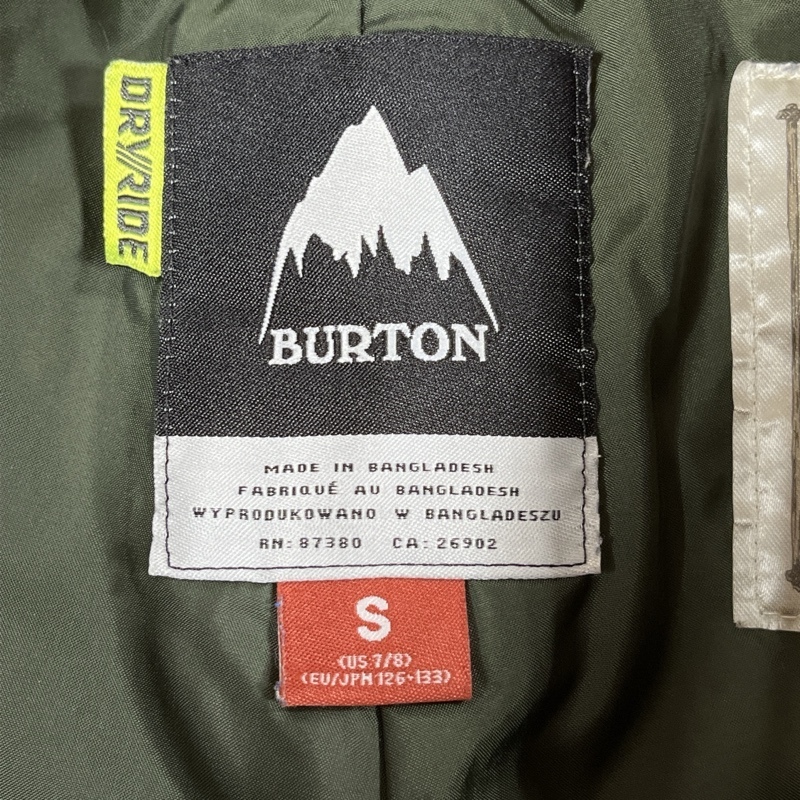 DRY//RIDE
BURTON
MADE IN BANGLADESH
FABRIQUÉ AU BANGLADESH
WYPRODUKOWANO W BANGLADESZU
RN: 87380 CA: 26902
S
(US 7/8)
(EU/JPN 126-133)